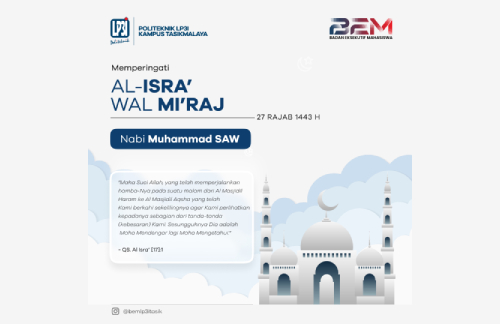 LP3I
Politeknik
POLITEKNIK LP3I
KAMPUS TASIKMALAYA
BEM
BADAN EKSEKUTIF MAHASISWA
Memperingati
AL-ISRA’
WAL MI’RAJ
27 RAJAB 1443 H
Nabi Muhammad SAW
"Maha Suci Allah, yang telah memperjalankan
hamba-Nya pada suatu malam dari Al Masjidil
Haram ke Al Masjidil Aqsha yang telah
Kami berkahi sekelilingnya agar Kami perlihatkan
kepadanya sebagian dari tanda-tanda
(kebesaran) Kami. Sesungguhnya Dia adalah
Maha Mendengar lagi Maha Mengetahui."
- QS. Al Isra' [17]:1
@bemlp3itasik